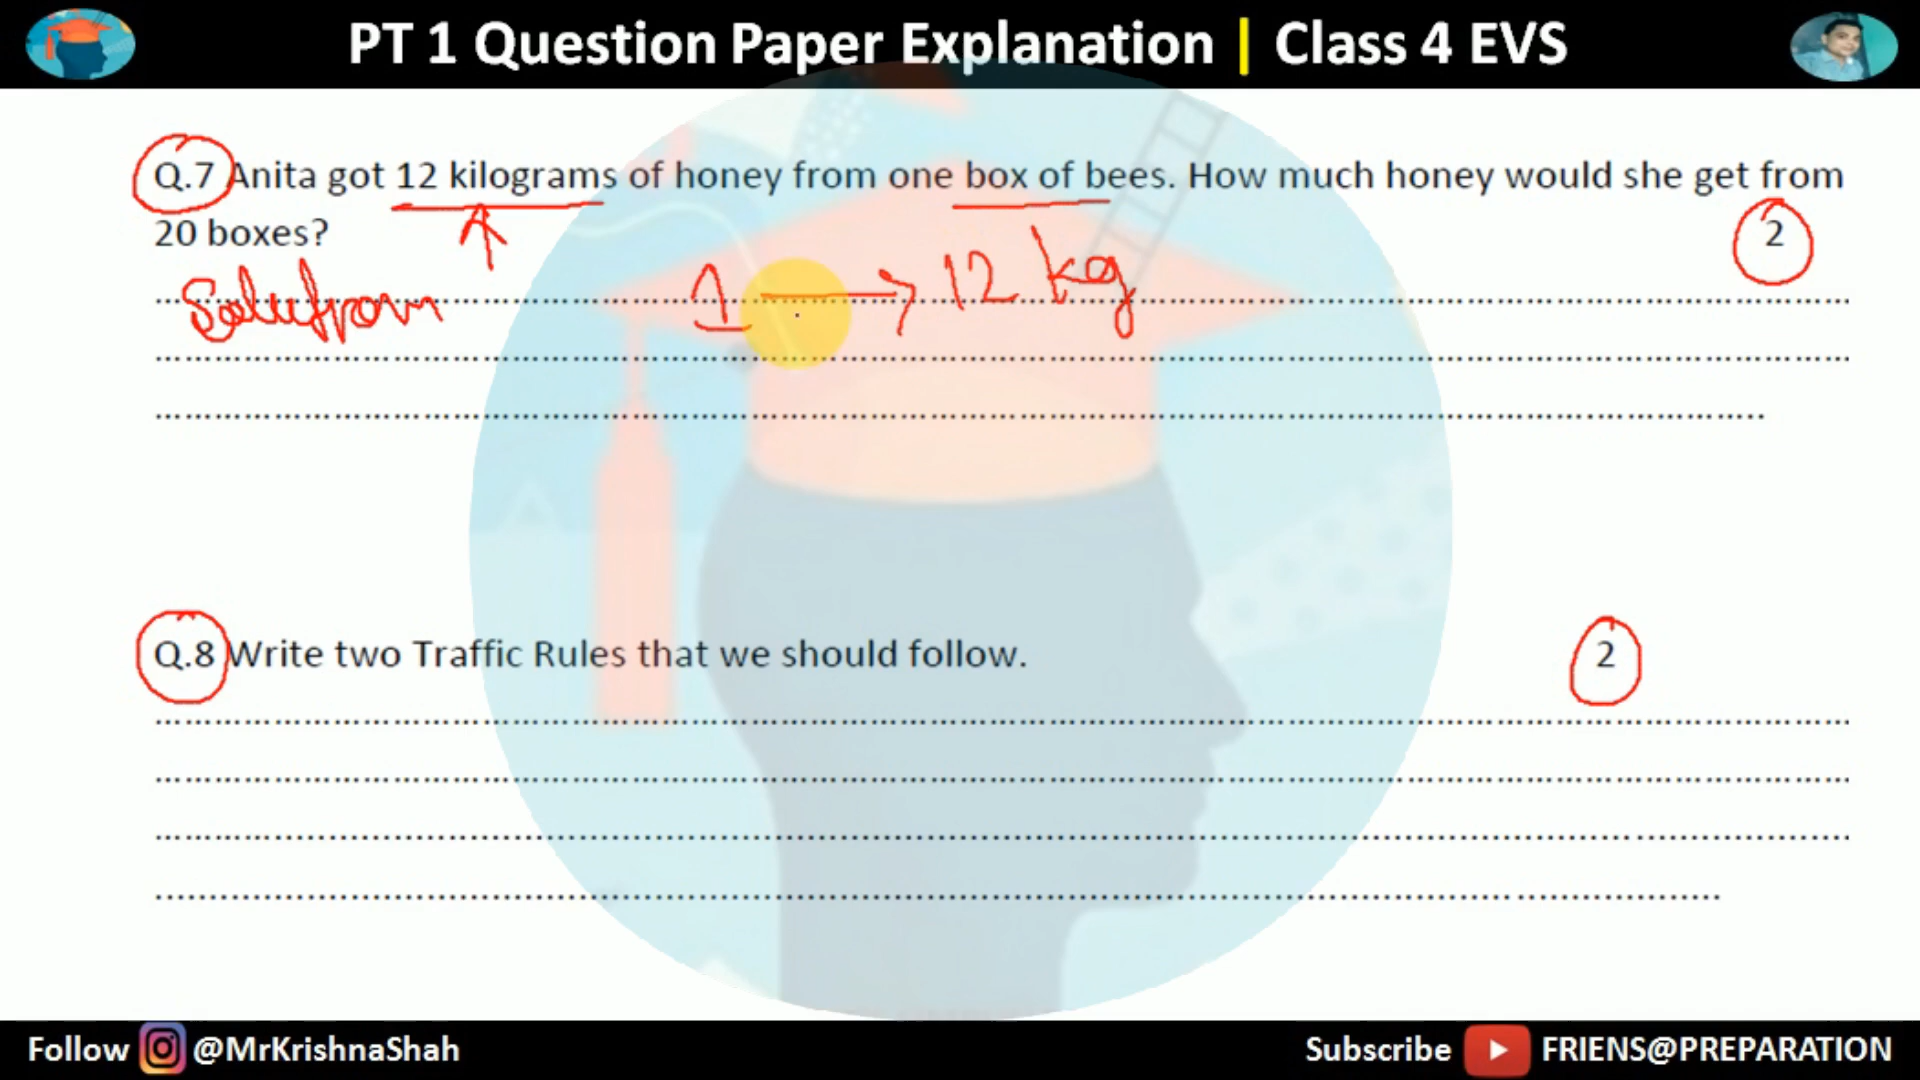 PT 1 Question Paper Explanation | Class 4 EVS
Q.7 Anita got 12 kilograms of honey from one box of bees. How much honey would she get from
20 boxes? 2
Solution 1 → 12 kg
Q.8 Write two Traffic Rules that we should follow. 2
Follow @MrKrishnaShah Subscribe FRIENS@PREPARATION